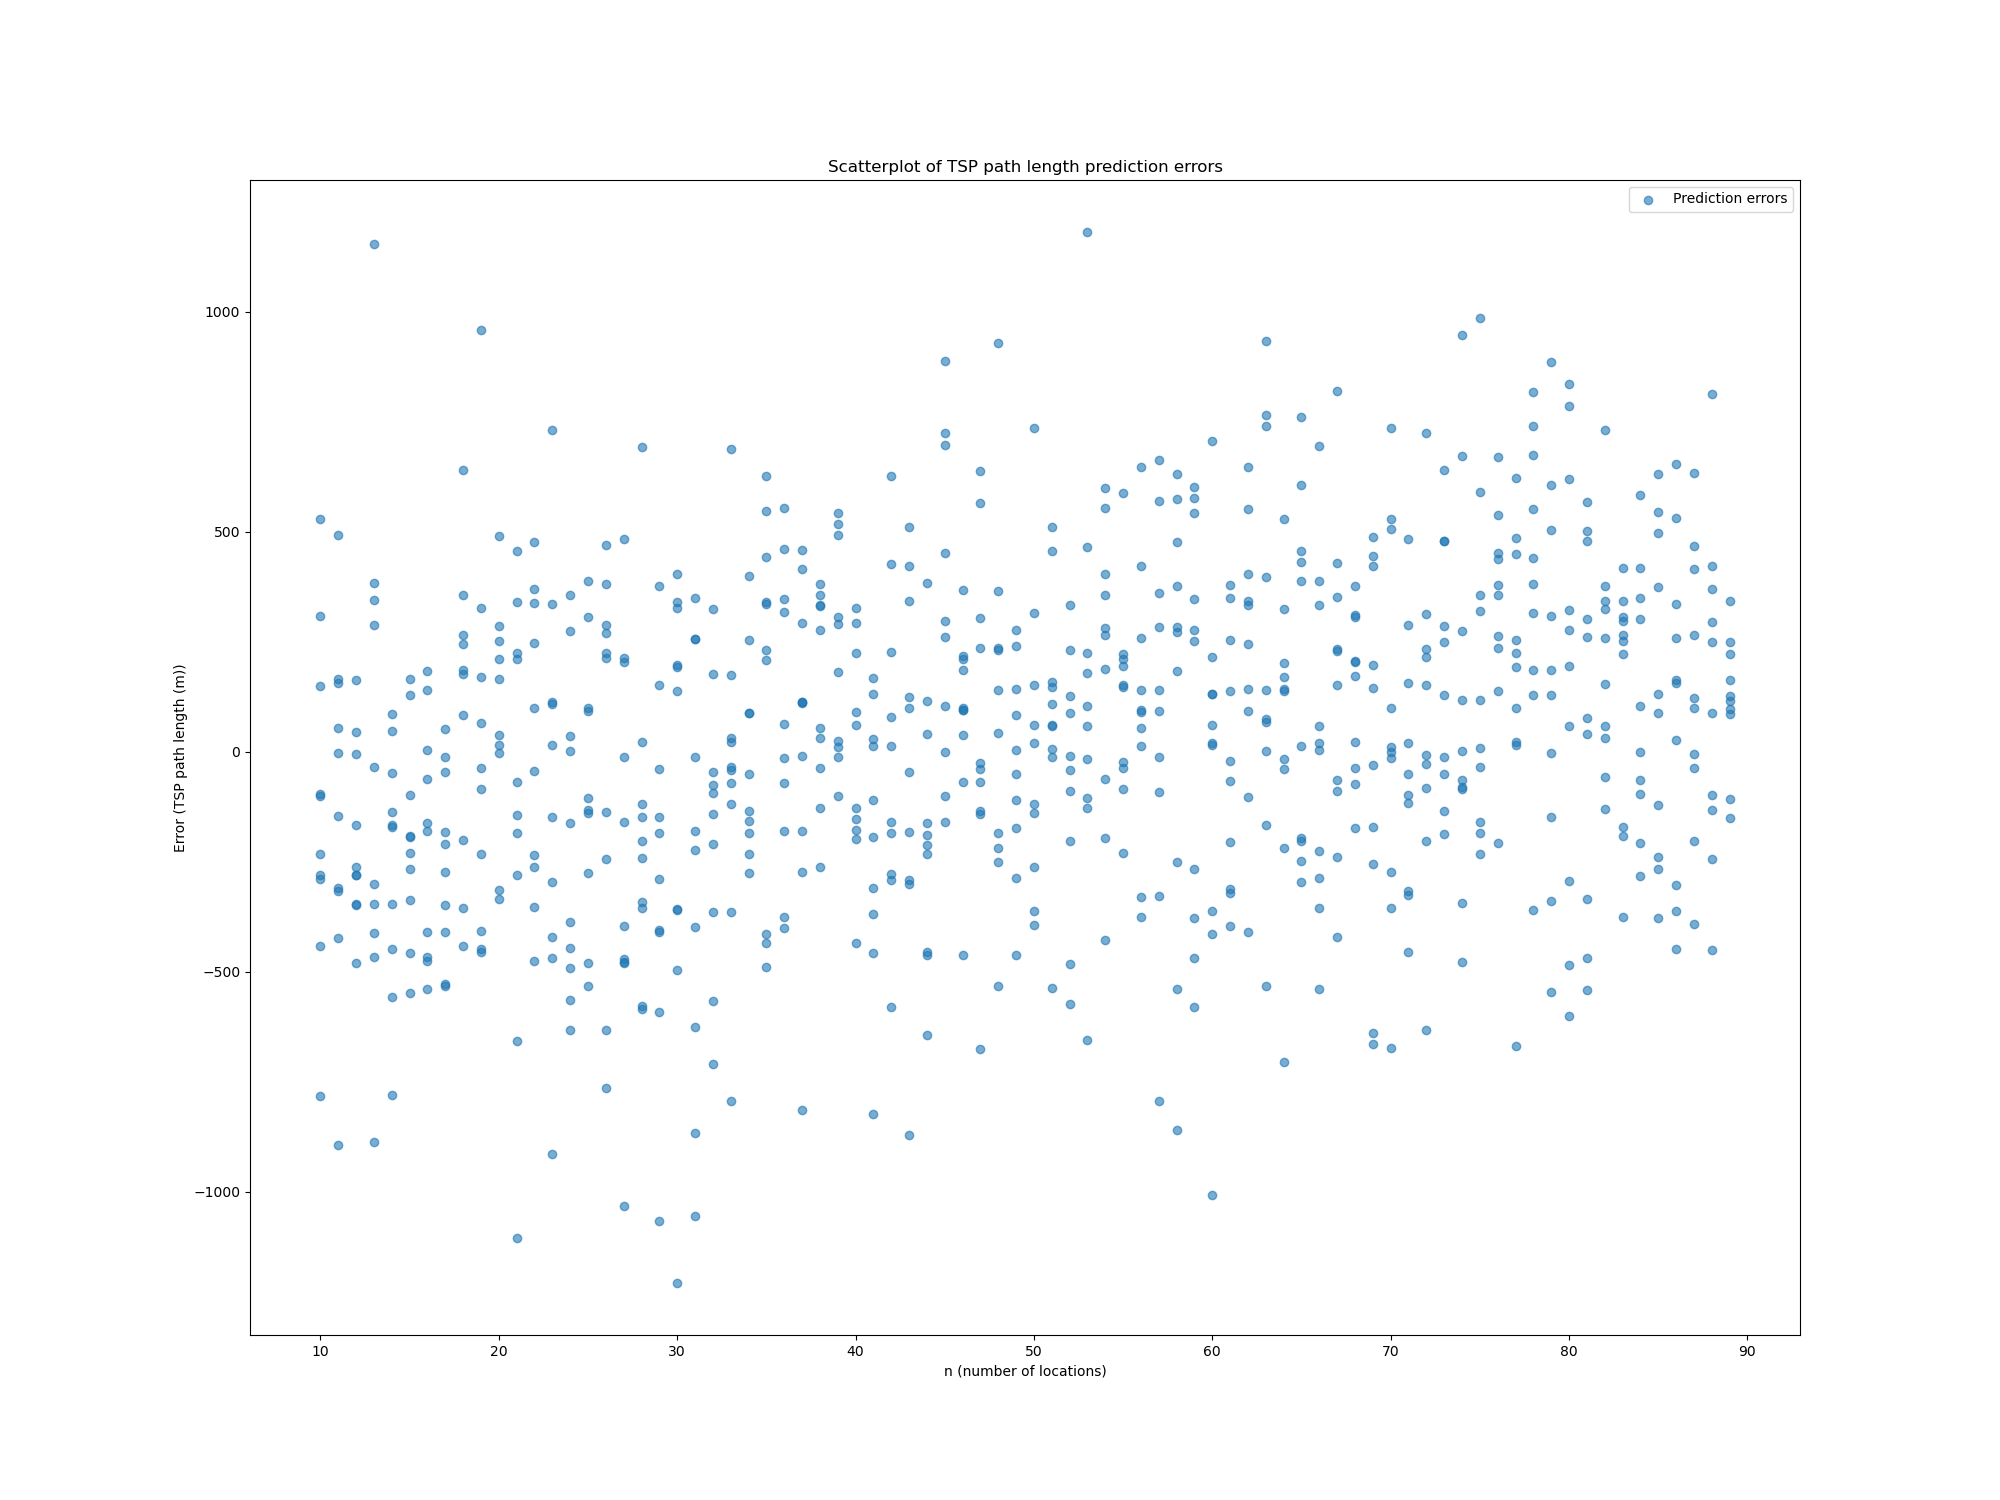 Scatterplot of TSP path length prediction errors
Prediction errors
1000
500
0
−500
−1000
Error (TSP path length (m))
10 20 30 40 50 60 70 80 90
n (number of locations)